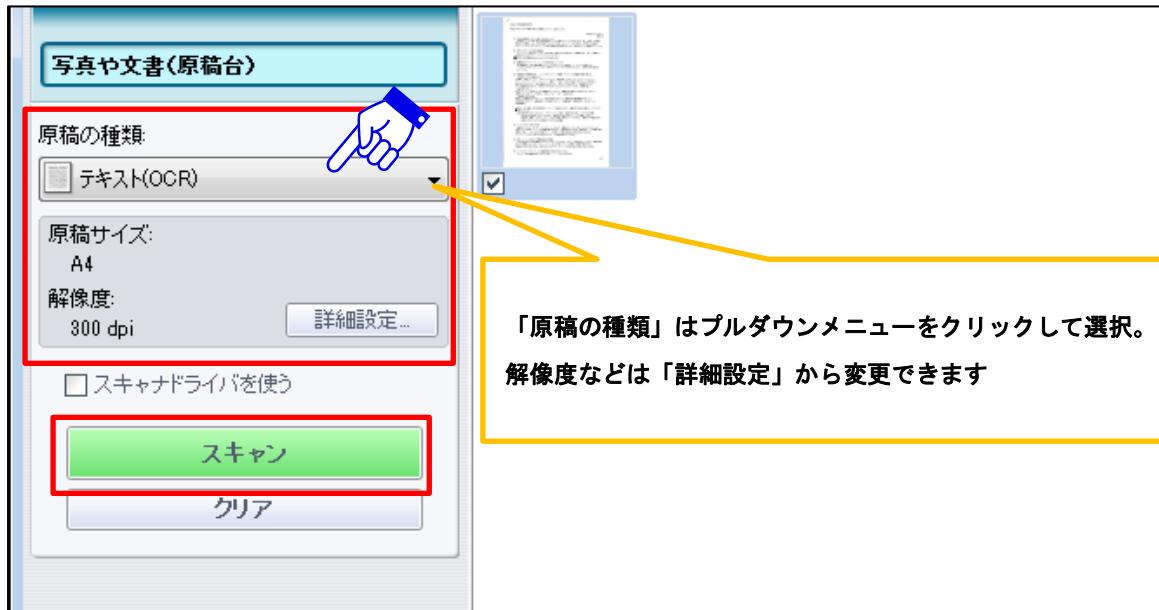 写真や文書(原稿台)
原稿の種類:
テキスト(OCR)
原稿サイズ:
A4
解像度:
300 dpi
詳細設定...
スキャナドライバを使う
スキャン
クリア
「原稿の種類」はプルダウンメニューをクリックして選択。
解像度などは「詳細設定」から変更できます